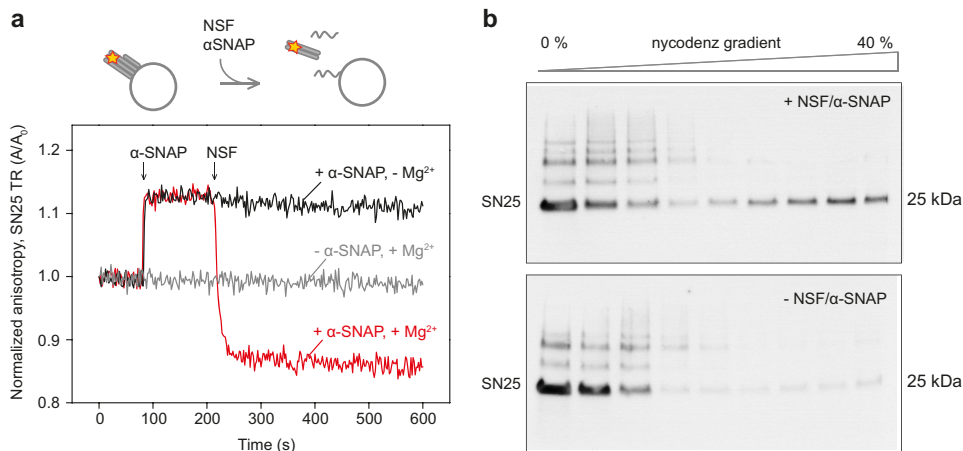 a
NSF
αSNAP
Normalized anisotropy, SN25 TR (A/A₀)
1.2
1.1
1.0
0.9
0.8
α-SNAP
NSF
+ α-SNAP, - Mg²⁺
- α-SNAP, + Mg²⁺
+ α-SNAP, + Mg²⁺
0 100 200 300 400 500 600
Time (s)
b
0 % nycodenz gradient 40 %
+ NSF/α-SNAP
SN25 25 kDa
- NSF/α-SNAP
SN25 25 kDa